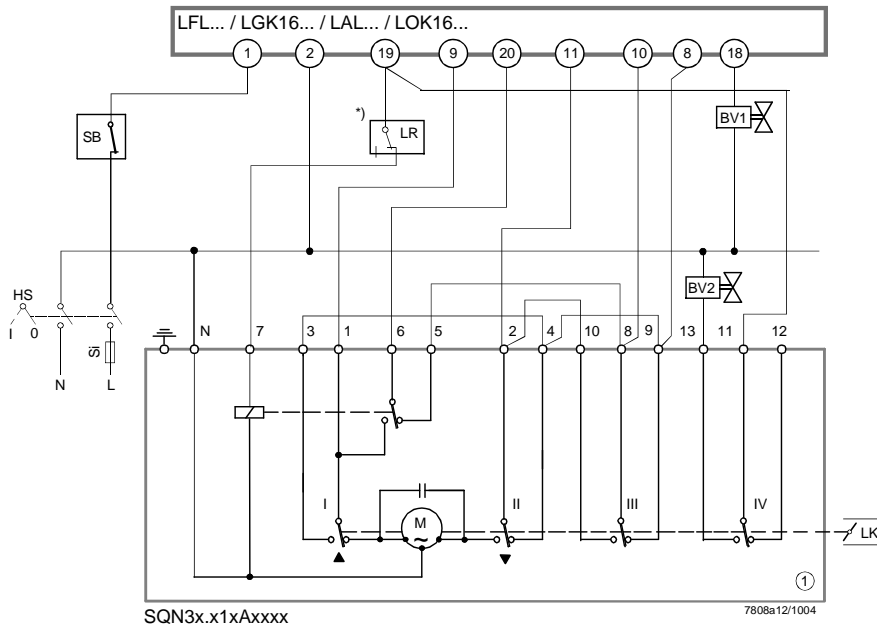 LFL... / LGK16... / LAL... / LOK16...
1 2 19 9 20 11 10 8 18
*)
SB
LR
BV1
BV2
HS
I 0
Si
N L
N 7 3 1 6 5 2 4 10 8 9 13 11 12
I II III IV
M
~
LK
1
SQN3x.x1xAxxxx
7808a12/1004